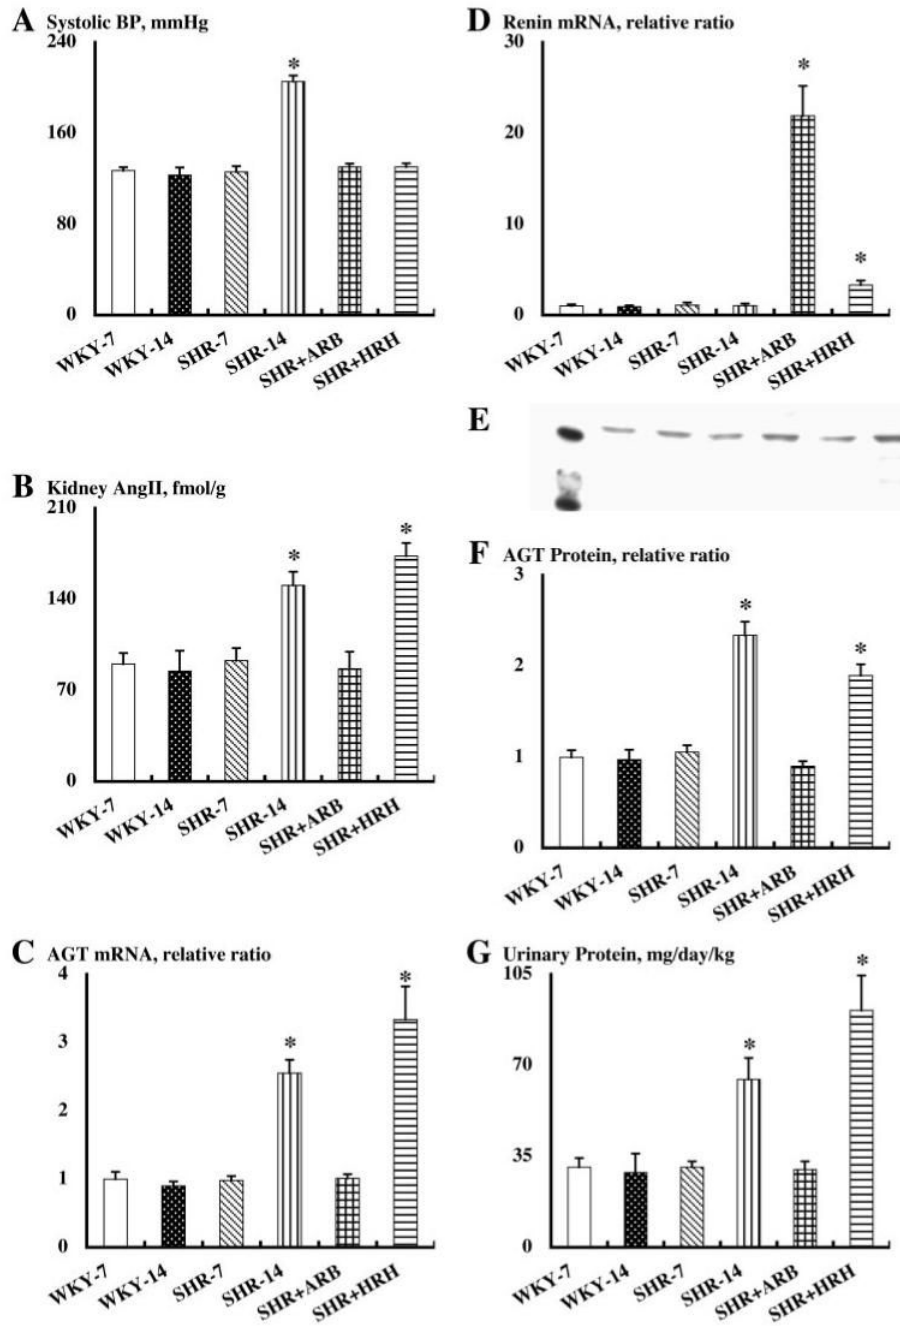 A Systolic BP, mmHg
240
160
80
0
*
WKY-7
WKY-14
SHR-7
SHR-14
SHR+ARB
SHR+HRH
B Kidney AngII, fmol/g
210
140
70
0
*
*
WKY-7
WKY-14
SHR-7
SHR-14
SHR+ARB
SHR+HRH
C AGT mRNA, relative ratio
4
3
2
1
0
*
*
WKY-7
WKY-14
SHR-7
SHR-14
SHR+ARB
SHR+HRH
D Renin mRNA, relative ratio
30
20
10
0
*
*
WKY-7
WKY-14
SHR-7
SHR-14
SHR+ARB
SHR+HRH
E
F AGT Protein, relative ratio
3
2
1
0
*
*
WKY-7
WKY-14
SHR-7
SHR-14
SHR+ARB
SHR+HRH
G Urinary Protein, mg/day/kg
105
70
35
0
*
*
WKY-7
WKY-14
SHR-7
SHR-14
SHR+ARB
SHR+HRH